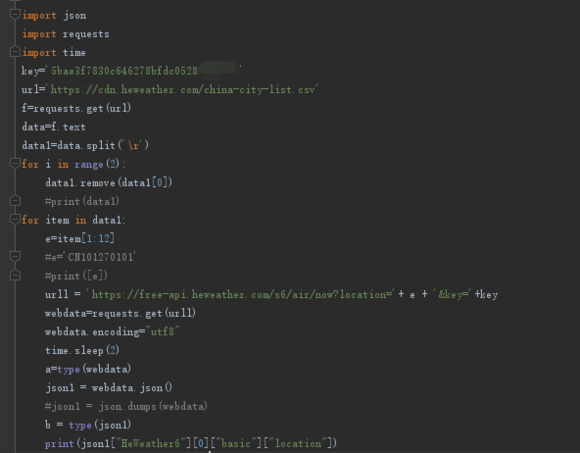 import json
import requests
import time
key='5bae3f7830c646278bfdc0528'
url='https://cdn.heweather.com/china-city-list.csv'
f=requests.get(url)
data=f.text
data1=data.split('\r')
for i in range(2):
    data1.remove(data1[0])
    #print(data1)
for item in data1:
    e=item[1:12]
    #e='CN101270101'
    #print([e])
    url1 = 'https://free-api.heweather.com/s6/air/now?location='+ e + '&key='+key
    webdata=requests.get(url1)
    webdata.encoding="utf8"
    time.sleep(2)
    a=type(webdata)
    json1 = webdata.json()
    #json1 = json.dumps(webdata)
    b = type(json1)
    print(json1["HeWeather6"][0]["basic"]["location"])